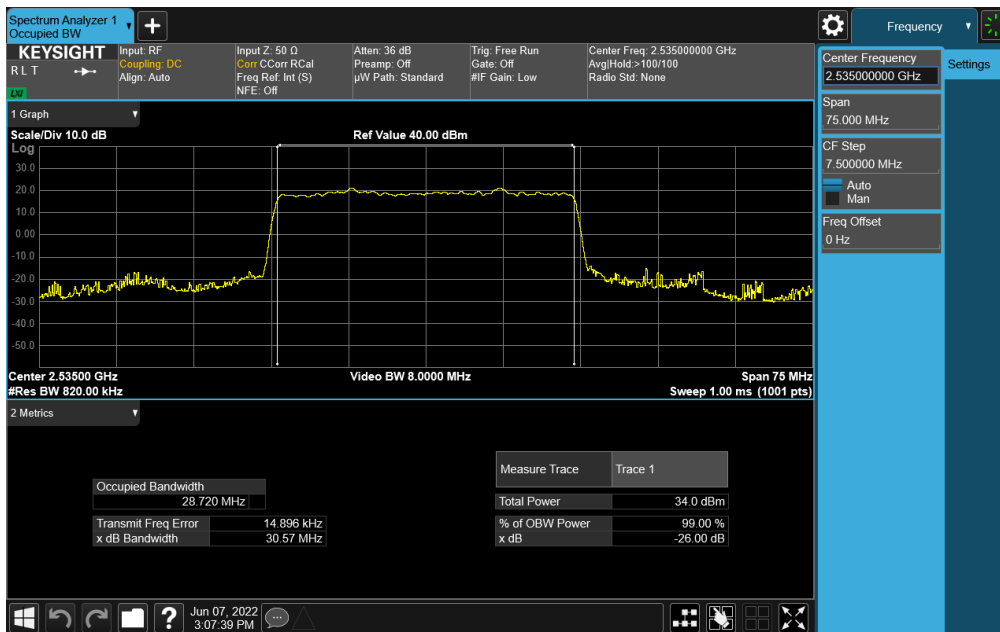 Spectrum Analyzer 1
Occupied BW
+
Frequency
KEYSIGHT
R L T
LXI
Input: RF
Coupling: DC
Align: Auto
Input Z: 50 Ω
Corr CCorr RCal
Freq Ref: Int (S)
NFE: Off
Atten: 36 dB
Preamp: Off
µW Path: Standard
Trig: Free Run
Gate: Off
#IF Gain: Low
Center Freq: 2.535000000 GHz
Avg|Hold:>100/100
Radio Std: None
Center Frequency
2.535000000 GHz
Settings
Span
75.000 MHz
CF Step
7.500000 MHz
Auto
Man
Freq Offset
0 Hz
1 Graph
Scale/Div 10.0 dB
Ref Value 40.00 dBm
Log
30.0
20.0
10.0
0.00
-10.0
-20.0
-30.0
-40.0
-50.0
Center 2.53500 GHz
Video BW 8.0000 MHz
Span 75 MHz
#Res BW 820.00 kHz
Sweep 1.00 ms (1001 pts)
2 Metrics
Measure Trace
Trace 1
Occupied Bandwidth
28.720 MHz
Total Power
34.0 dBm
Transmit Freq Error
14.896 kHz
% of OBW Power
99.00 %
x dB Bandwidth
30.57 MHz
x dB
-26.00 dB
?
Jun 07, 2022
3:07:39 PM